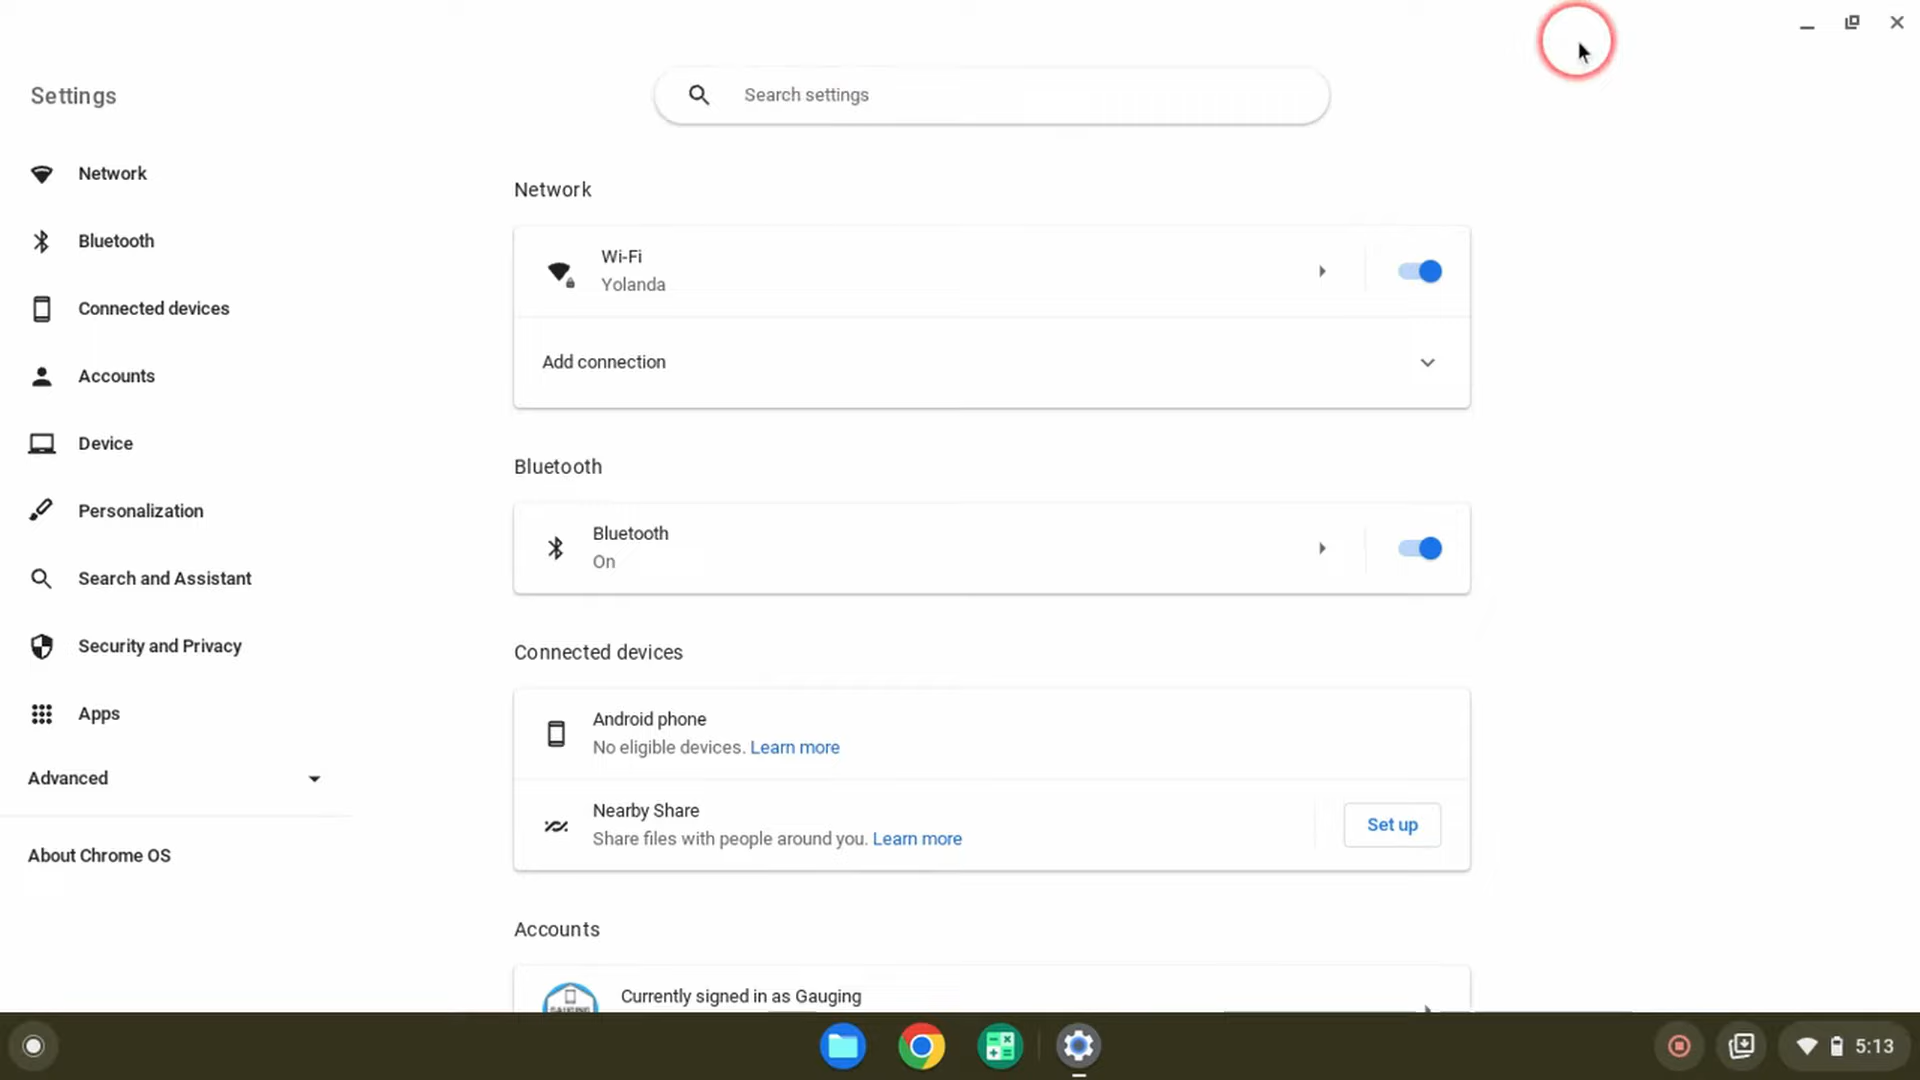 Settings
Search settings
Network
Bluetooth
Connected devices
Accounts
Device
Personalization
Search and Assistant
Security and Privacy
Apps
Advanced
About Chrome OS
Network
Wi-Fi
Yolanda
Add connection
Bluetooth
Bluetooth
On
Connected devices
Android phone
No eligible devices. Learn more
Nearby Share
Share files with people around you. Learn more
Set up
Accounts
Currently signed in as Gauging
5:13